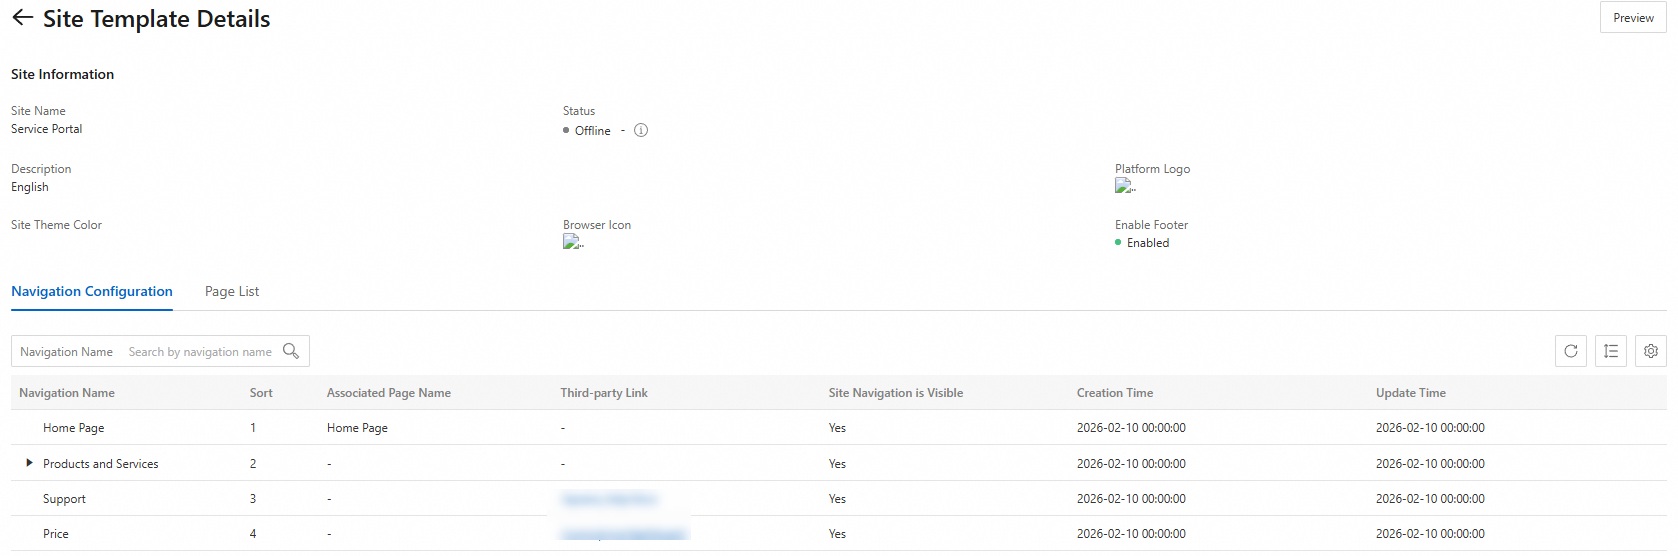 Site Template Details
Preview
Site Information
Site Name
Service Portal
Status
Offline -
Description
English
Platform Logo
Site Theme Color
Browser Icon
Enable Footer
Enabled
Navigation Configuration Page List
Navigation Name Search by navigation name
Navigation Name Sort Associated Page Name Third-party Link Site Navigation is Visible Creation Time Update Time
Home Page 1 Home Page - Yes 2026-02-10 00:00:00 2026-02-10 00:00:00
Products and Services 2 - - Yes 2026-02-10 00:00:00 2026-02-10 00:00:00
Support 3 - Yes 2026-02-10 00:00:00 2026-02-10 00:00:00
Price 4 - Yes 2026-02-10 00:00:00 2026-02-10 00:00:00